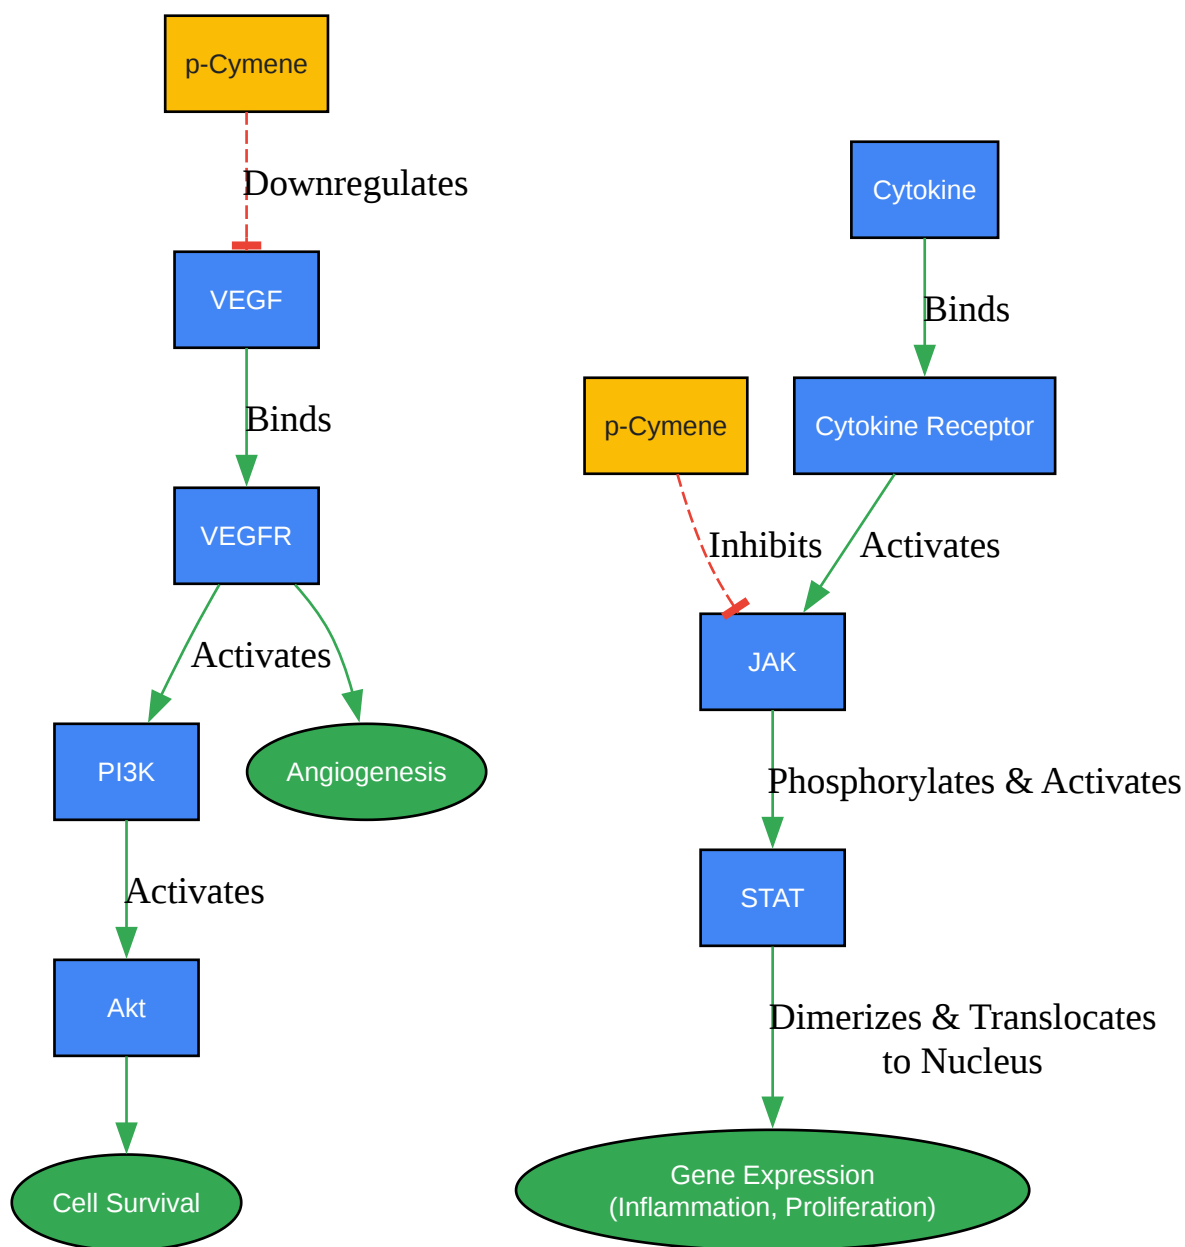 p-Cymene
Downregulates
VEGF
Binds
VEGFR
Activates
PI3K
Angiogenesis
Activates
Akt
Cell Survival
Cytokine
Binds
p-Cymene
Cytokine Receptor
Inhibits
Activates
JAK
Phosphorylates & Activates
STAT
Dimerizes & Translocates
to Nucleus
Gene Expression
(Inflammation, Proliferation)